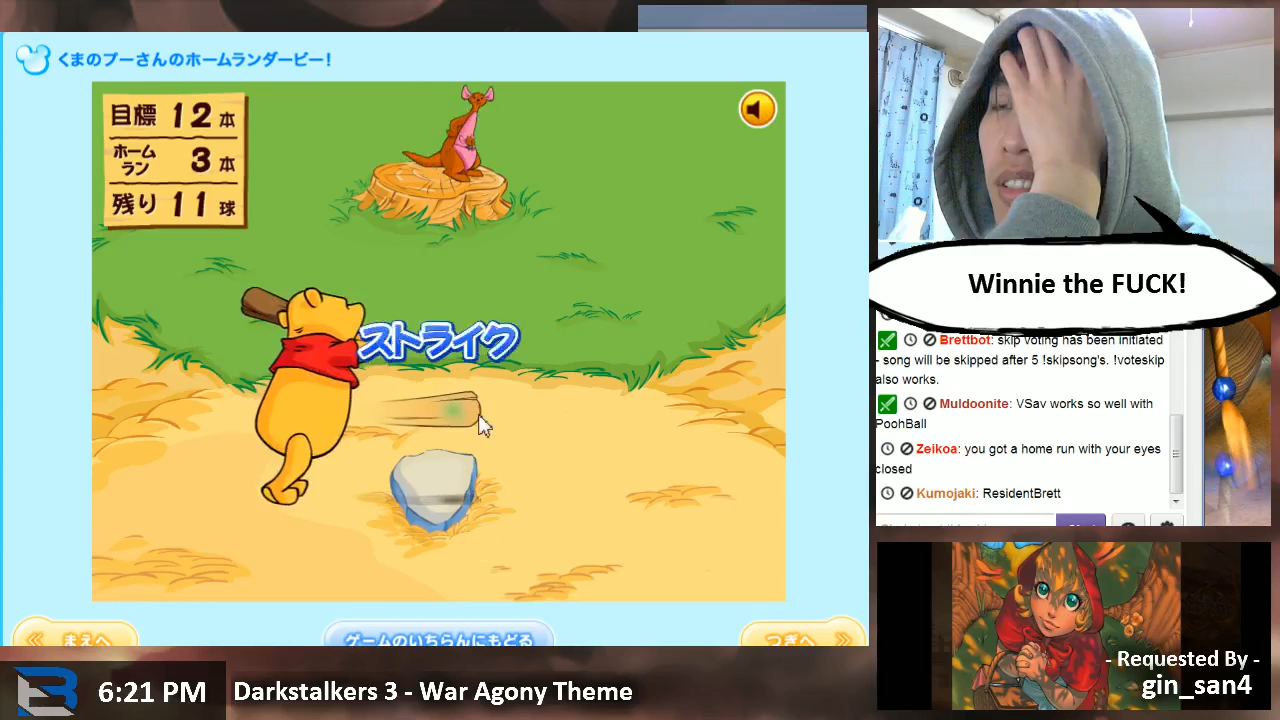 くまのプーさんのホームランダービー!
目標 12 本
ホームラン 3 本
残り 11 球
ストライク
まえへ
ゲームのいちらんにもどる
つぎへ
Winnie the FUCK!
Brettbot: skip voting has been initiated
- song will be skipped after 5 !skipsong's. !voteskip
also works.
Muldoonite: VSav works so well with
PoohBall
Zeikoa: you got a home run with your eyes
closed
Kumojaki: ResidentBrett
- Requested By -
gin_san4
6:21 PM
Darkstalkers 3 - War Agony Theme